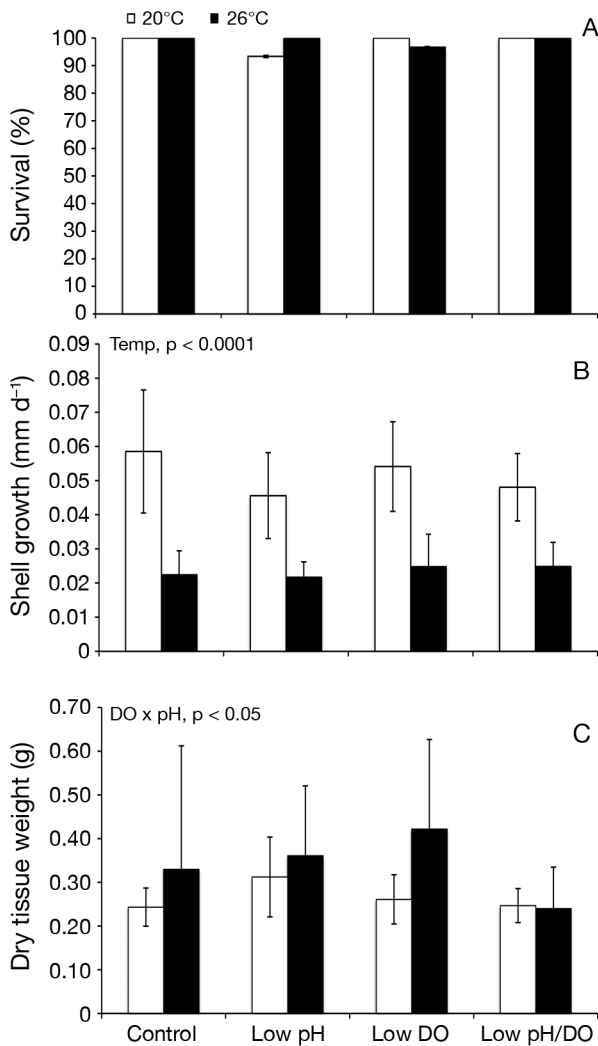 20°C 26°C
A
100
90
80
70
60
50
40
30
20
10
0
Survival (%)
Temp, p < 0.0001
B
0.09
0.08
0.07
0.06
0.05
0.04
0.03
0.02
0.01
0
Shell growth (mm d⁻¹)
DO x pH, p < 0.05
C
0.70
0.60
0.50
0.40
0.30
0.20
0.10
0
Dry tissue weight (g)
Control Low pH Low DO Low pH/DO